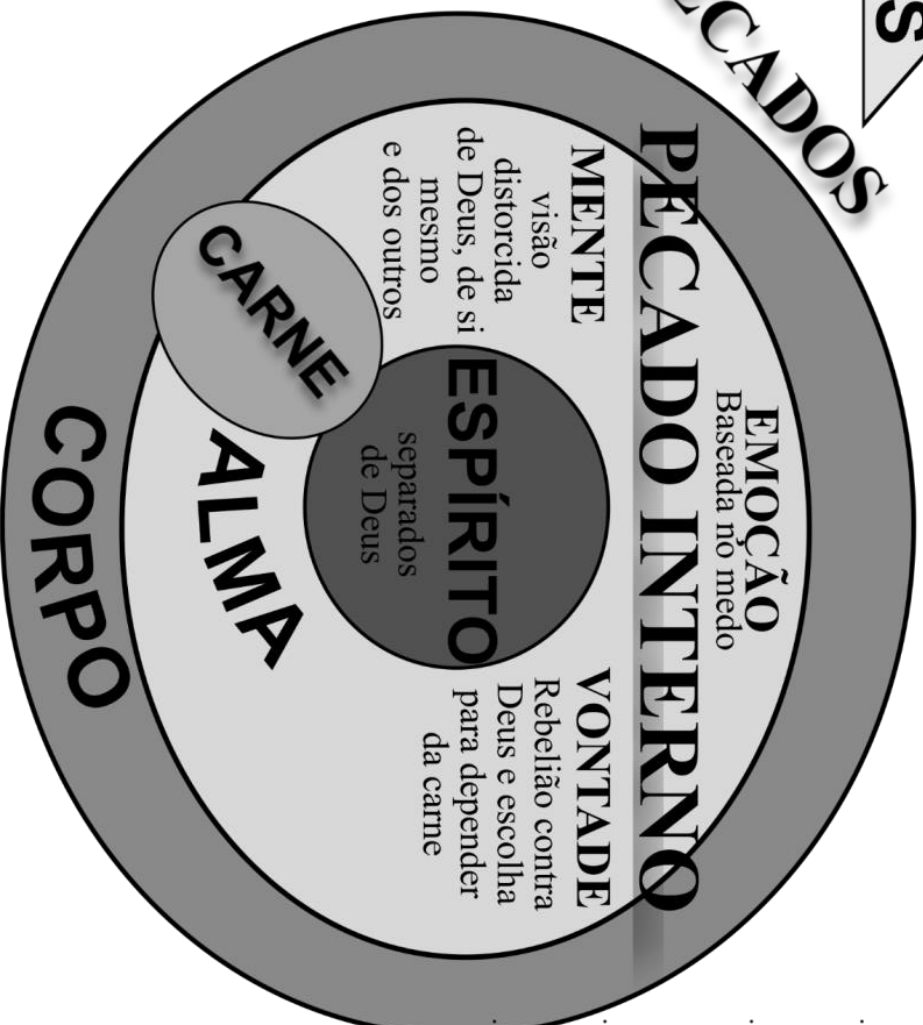 S
ECADOS
EMOÇÃO
Baseada no medo
PECADO INTERNO
MENTE
visão
distorcida
de Deus, de si
mesmo
e dos outros
VONTADE
Rebelião contra
Deus e escolha
para depender
da carne
ESPÍRITO
separados
de Deus
CARNE
ALMA
CORPO